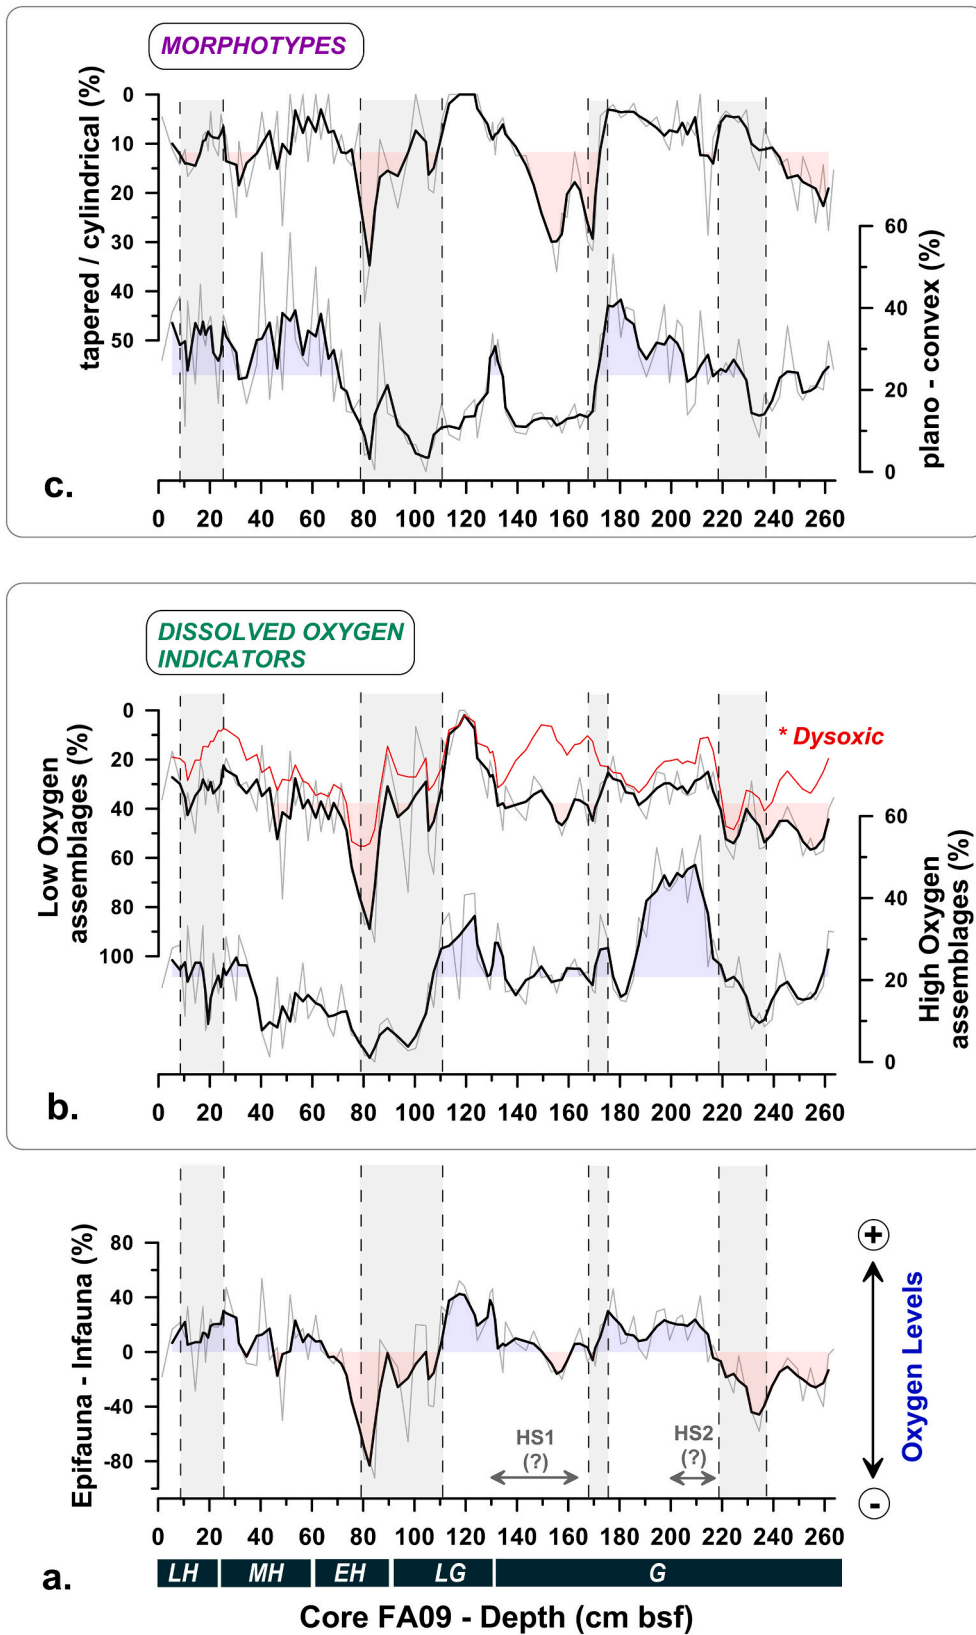 MORPHOTYPES
tapered / cylindrical (%)
0
10
20
30
40
50
60
40
20
0
plano - convex (%)
c.
0 20 40 60 80 100 120 140 160 180 200 220 240 260
DISSOLVED OXYGEN
INDICATORS
Low Oxygen
assemblages (%)
0
20
40
60
80
100
* Dysoxic
60
40
20
0
High Oxygen
assemblages (%)
b.
0 20 40 60 80 100 120 140 160 180 200 220 240 260
Epifauna - Infauna (%)
80
40
0
-40
-80
HS1
(?)
HS2
(?)
+
Oxygen Levels
-
0 20 40 60 80 100 120 140 160 180 200 220 240 260
a.
LH MH EH LG G
Core FA09 - Depth (cm bsf)